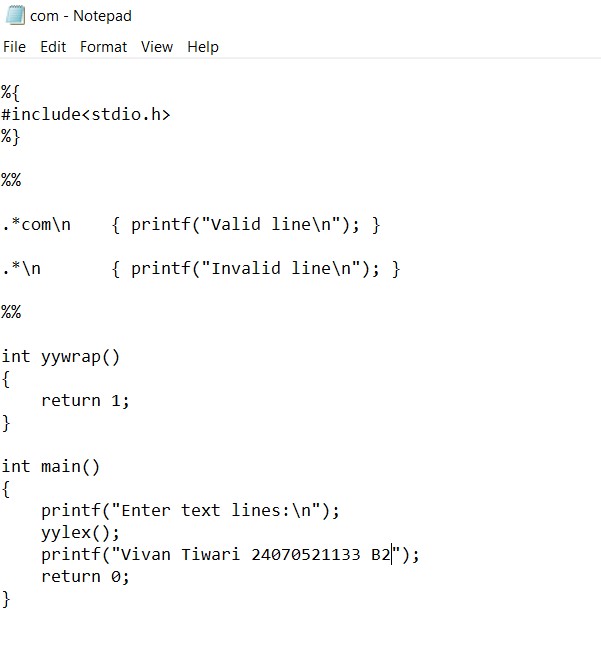 com - Notepad
File Edit Format View Help
%{
#include<stdio.h>
%}
%%
.*com\n    { printf("Valid line\n"); }
.*\n       { printf("Invalid line\n"); }
%%
int yywrap()
{
    return 1;
}
int main()
{
    printf("Enter text lines:\n");
    yylex();
    printf("Vivan Tiwari 24070521133 B2");
    return 0;
}